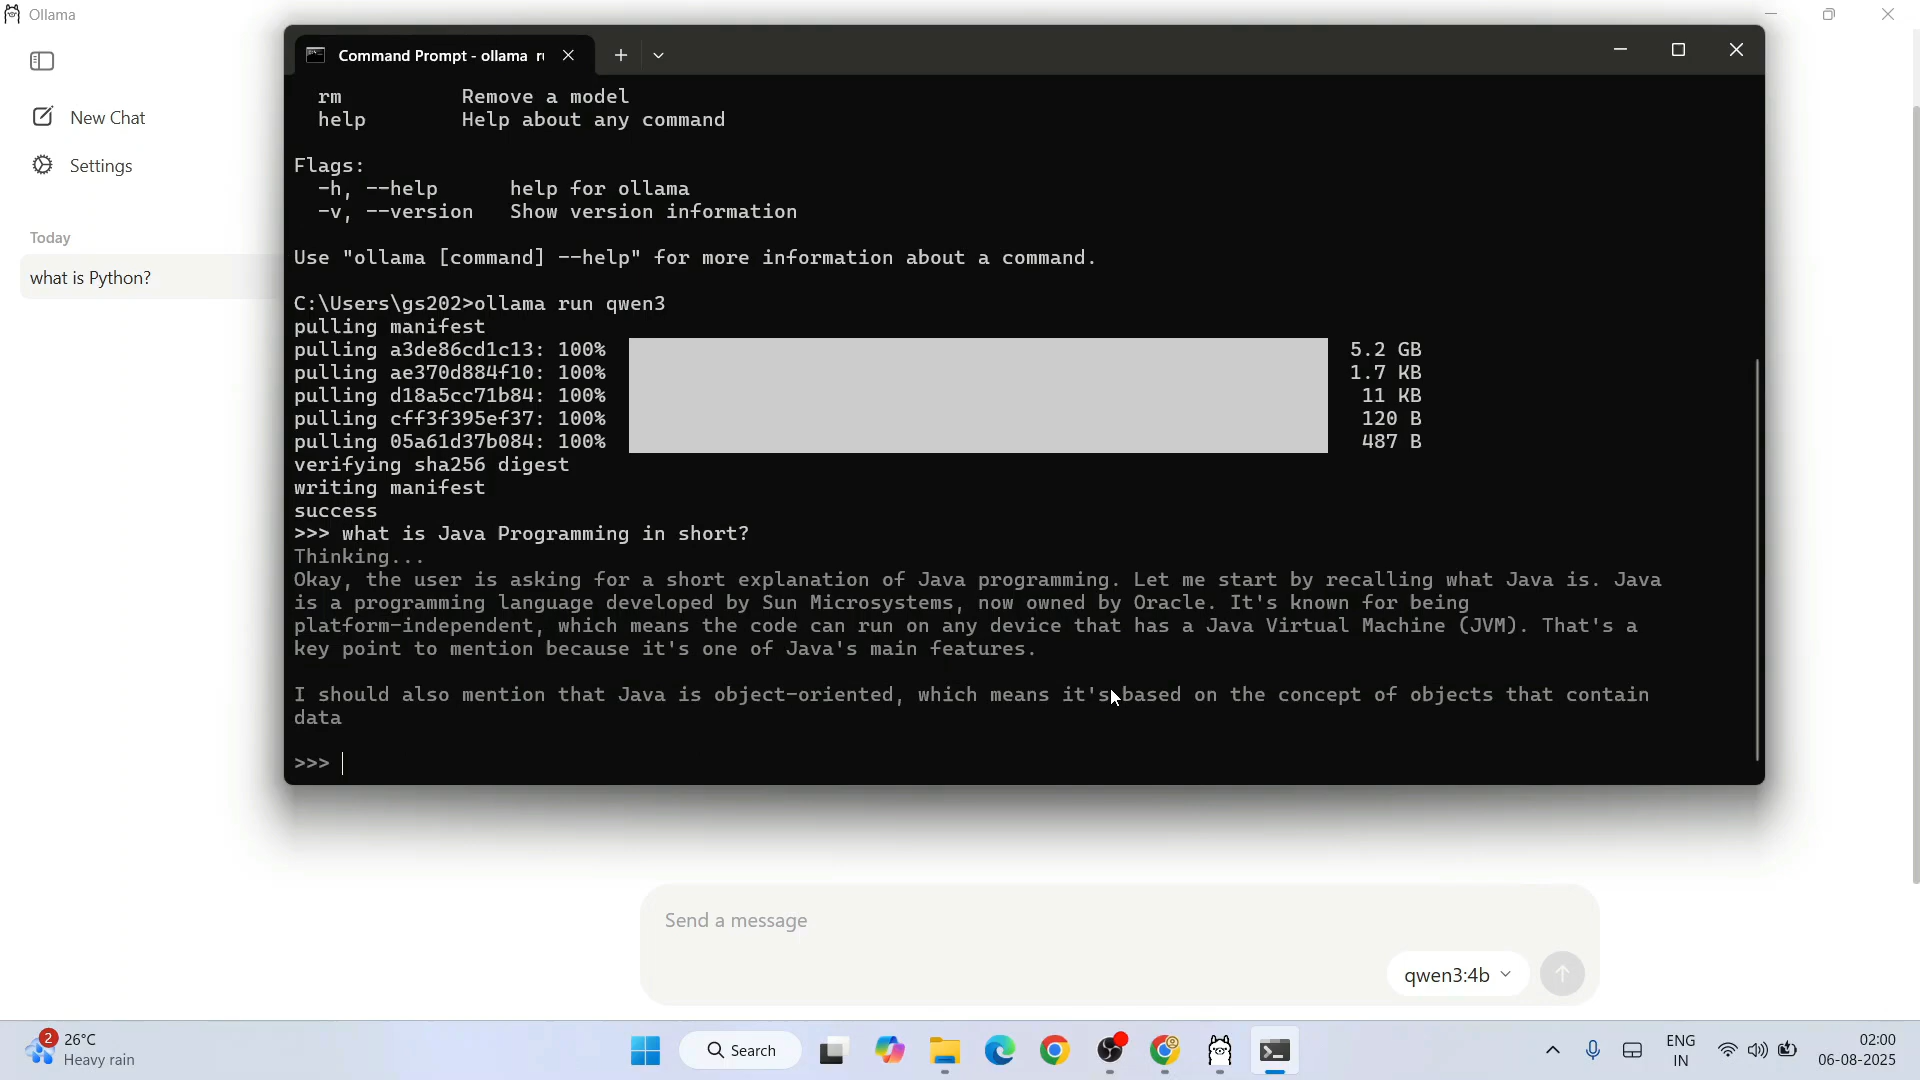 Ollama
New Chat
Settings
Today
what is Python?
Command Prompt - ollama ru
rm Remove a model
help Help about any command
Flags:
-h, --help help for ollama
-v, --version Show version information
Use "ollama [command] --help" for more information about a command.
C:\Users\gs202>ollama run qwen3
pulling manifest
pulling a3de86cd1c13: 100% 5.2 GB
pulling ae370d884f10: 100% 1.7 KB
pulling d18a5cc71b84: 100% 11 KB
pulling cff3f395ef37: 100% 120 B
pulling 05a61d37b084: 100% 487 B
verifying sha256 digest
writing manifest
success
>>> what is Java Programming in short?
Thinking...
Okay, the user is asking for a short explanation of Java programming. Let me start by recalling what Java is. Java
is a programming language developed by Sun Microsystems, now owned by Oracle. It's known for being
platform-independent, which means the code can run on any device that has a Java Virtual Machine (JVM). That's a
key point to mention because it's one of Java's main features.
I should also mention that Java is object-oriented, which means it's based on the concept of objects that contain
data
>>>
Send a message
qwen3:4b
2
26°C
Heavy rain
Search
ENG
IN
02:00
06-08-2025